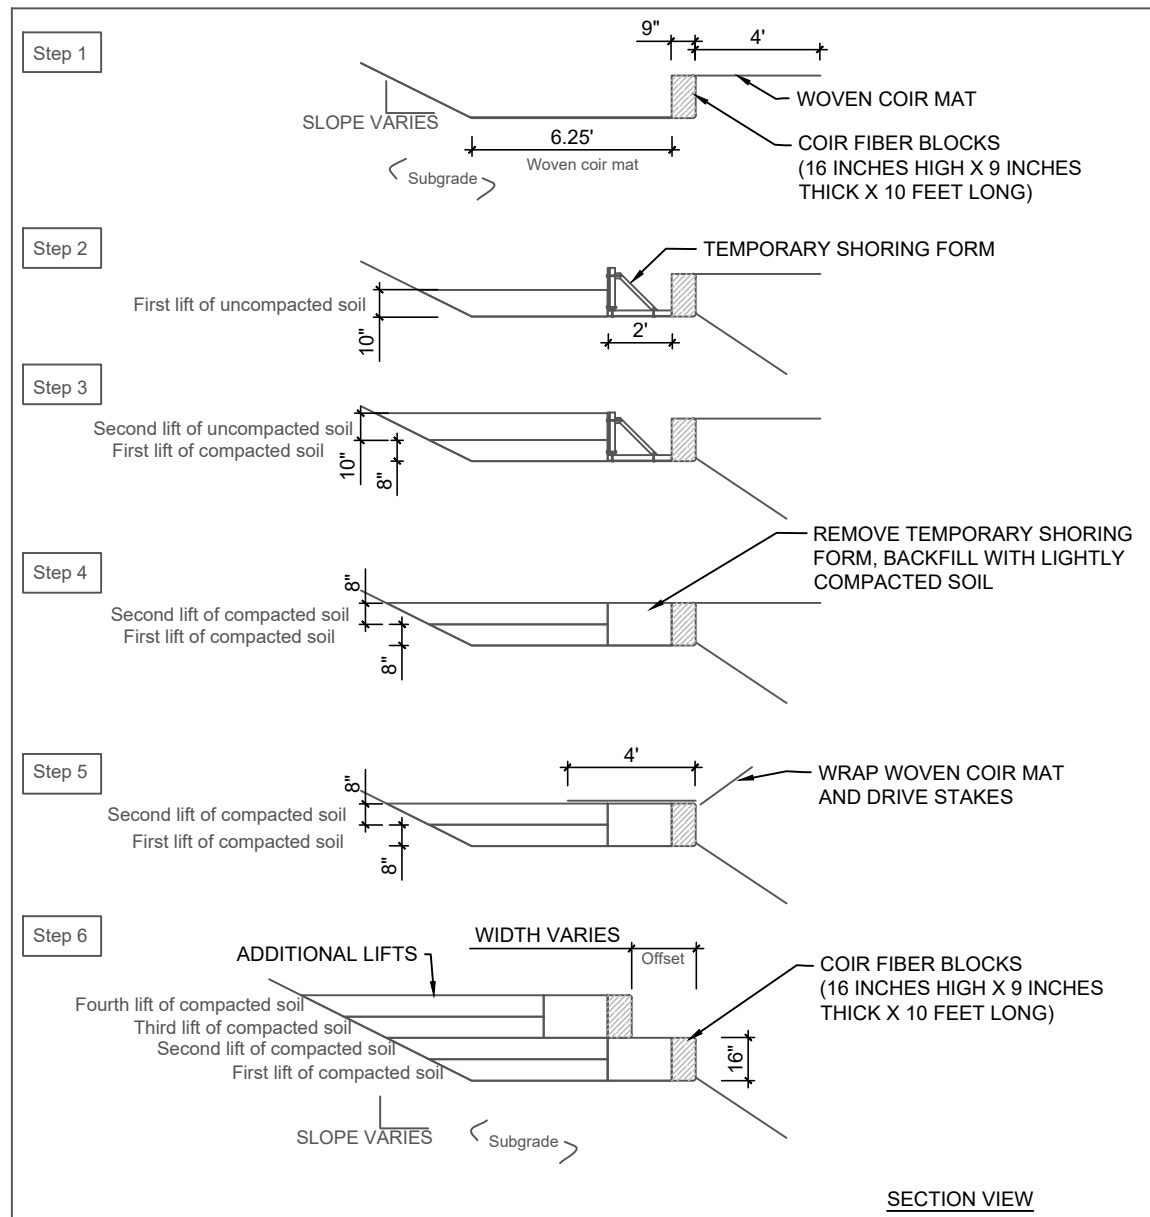 Step 1
9"
4'
SLOPE VARIES
WOVEN COIR MAT
6.25'
Woven coir mat
Subgrade
COIR FIBER BLOCKS
(16 INCHES HIGH X 9 INCHES
THICK X 10 FEET LONG)
Step 2
TEMPORARY SHORING FORM
First lift of uncompacted soil
10"
2'
Step 3
Second lift of uncompacted soil
First lift of compacted soil
10"
8"
REMOVE TEMPORARY SHORING
FORM, BACKFILL WITH LIGHTLY
COMPACTED SOIL
Step 4
8"
Second lift of compacted soil
First lift of compacted soil
8"
Step 5
4'
8"
WRAP WOVEN COIR MAT
AND DRIVE STAKES
Second lift of compacted soil
First lift of compacted soil
8"
Step 6
WIDTH VARIES
Offset
ADDITIONAL LIFTS
COIR FIBER BLOCKS
(16 INCHES HIGH X 9 INCHES
THICK X 10 FEET LONG)
Fourth lift of compacted soil
Third lift of compacted soil
Second lift of compacted soil
First lift of compacted soil
16"
SLOPE VARIES
Subgrade
SECTION VIEW